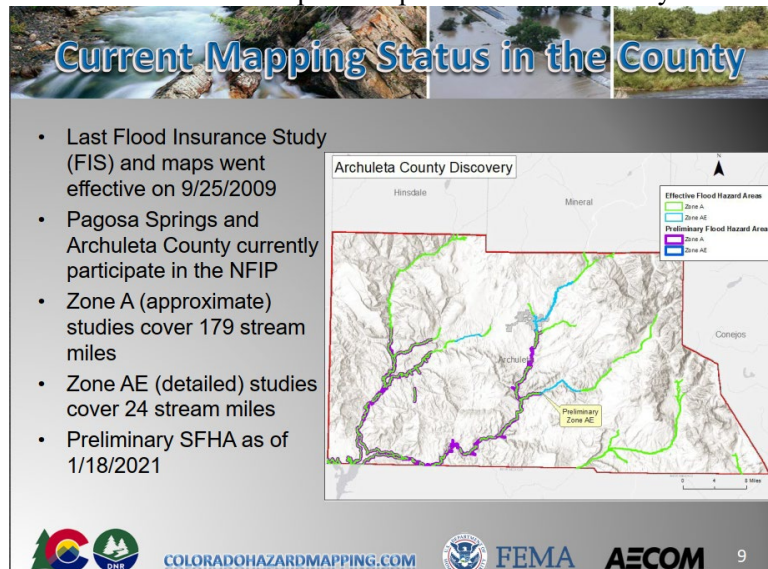 Current Mapping Status in the County
• Last Flood Insurance Study
(FIS) and maps went
effective on 9/25/2009
• Pagosa Springs and
Archuleta County currently
participate in the NFIP
• Zone A (approximate)
studies cover 179 stream
miles
• Zone AE (detailed) studies
cover 24 stream miles
• Preliminary SFHA as of
1/18/2021
Archuleta County Discovery
Hinsdale
Mineral
N
Effective Flood Hazard Areas
Zone A
Zone AE
Preliminary Flood Hazard Area
Zone A
Zone AE
Conejos
Archuleta
Preliminary
Zone AE
0 4 8 Miles
DNR
COLORADOHAZARDMAPPING.COM
FEMA
AECOM
9